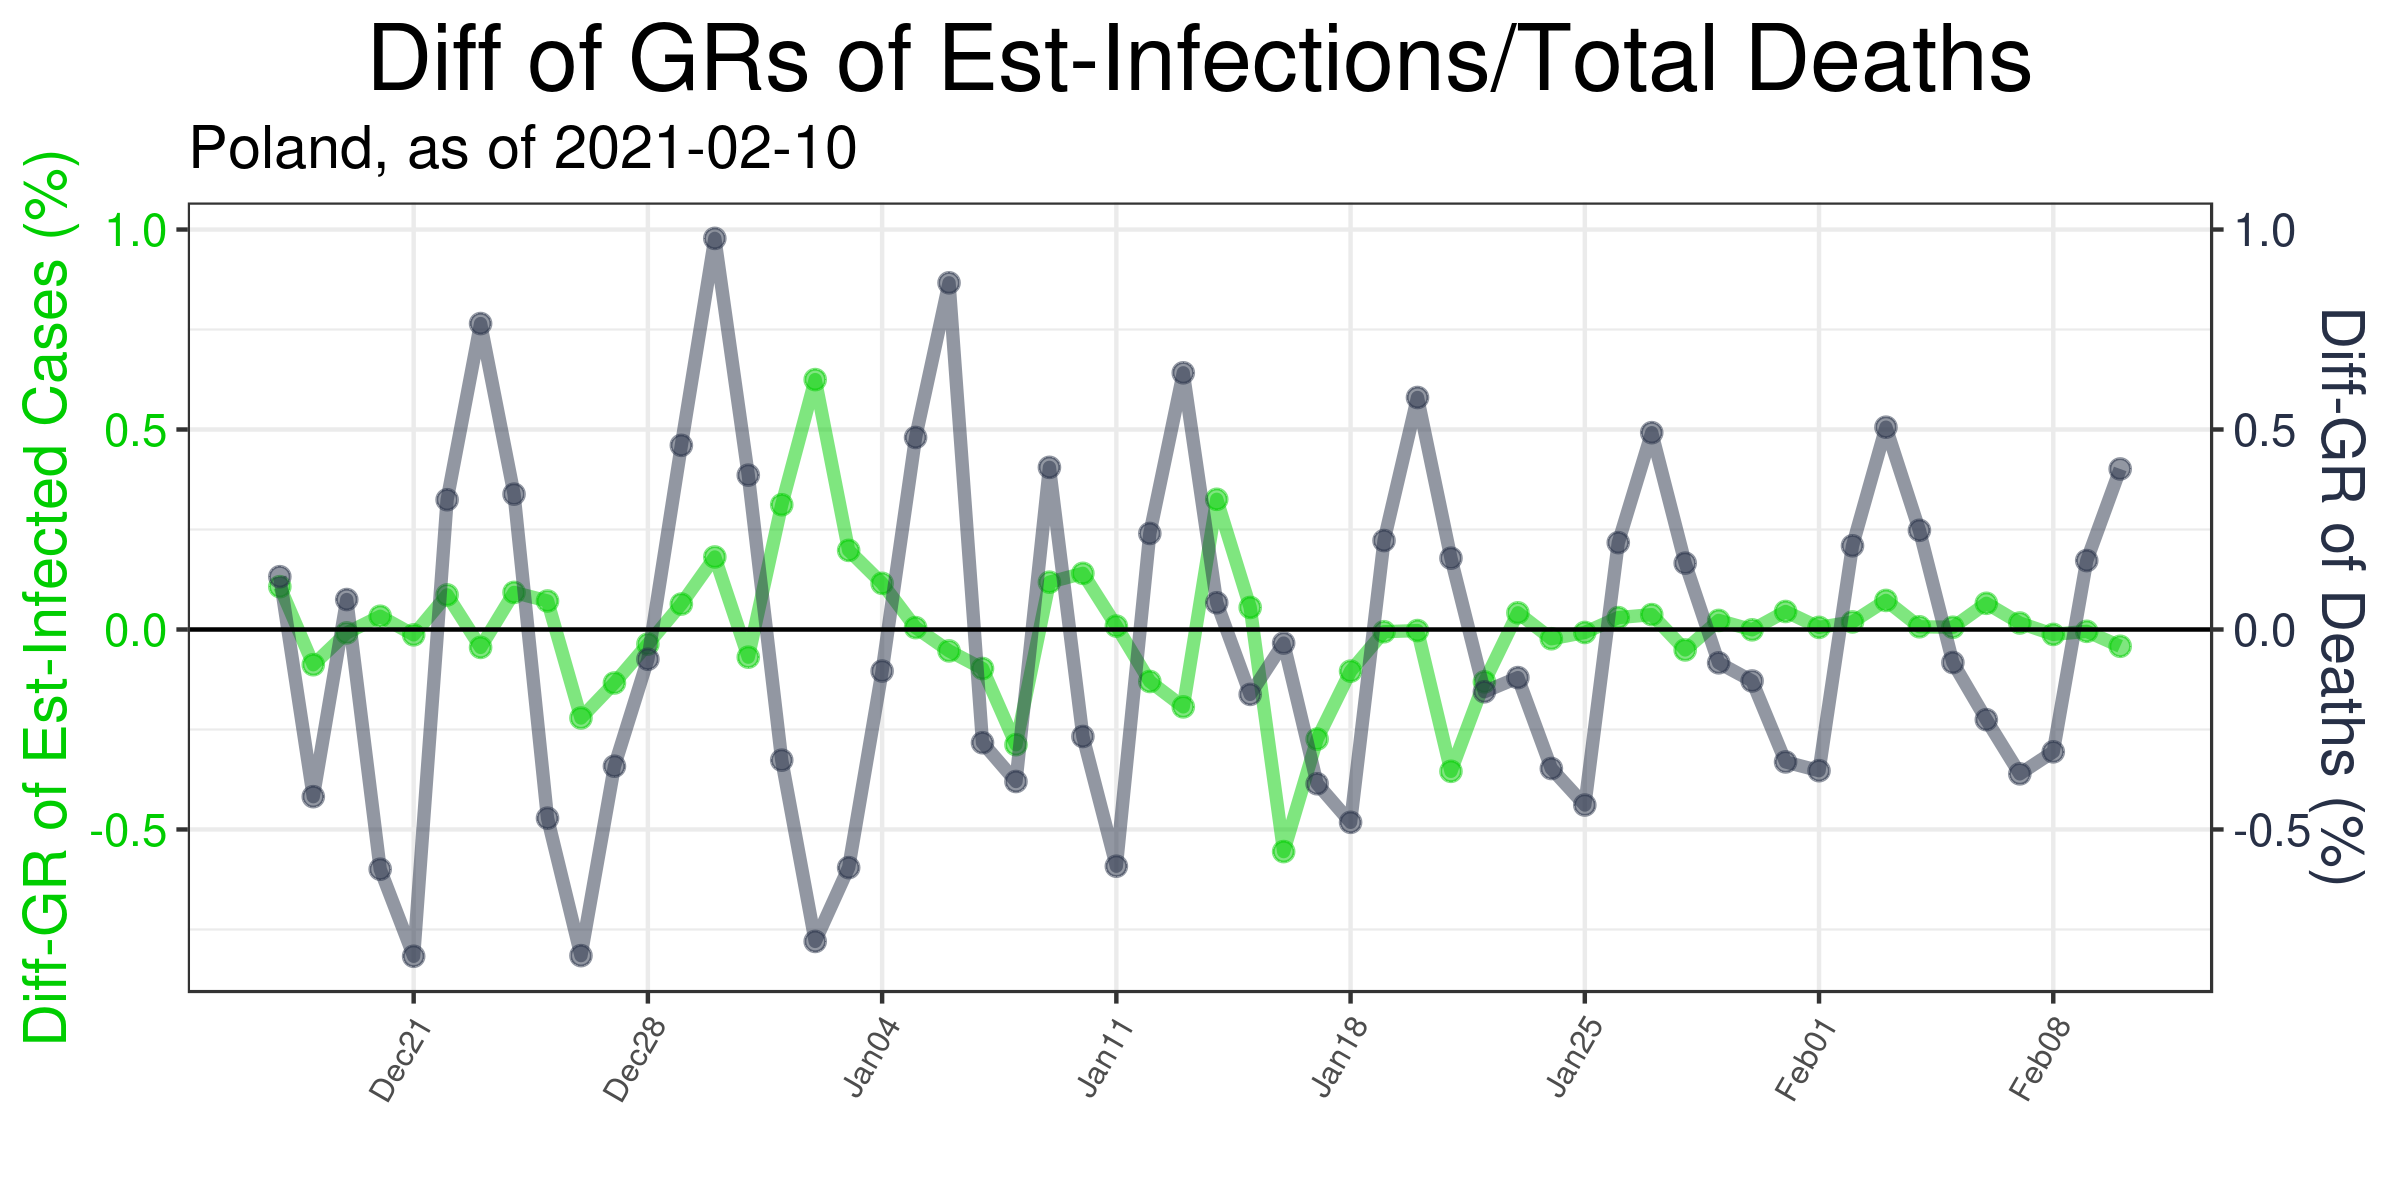 Diff of GRs of Est-Infections/Total Deaths
Poland, as of 2021-02-10
Diff-GR of Est-Infected Cases (%)
1.0
0.5
0.0
-0.5
1.0
0.5
0.0
-0.5
Diff-GR of Deaths (%)
Dec21
Dec28
Jan04
Jan11
Jan18
Jan25
Feb01
Feb08